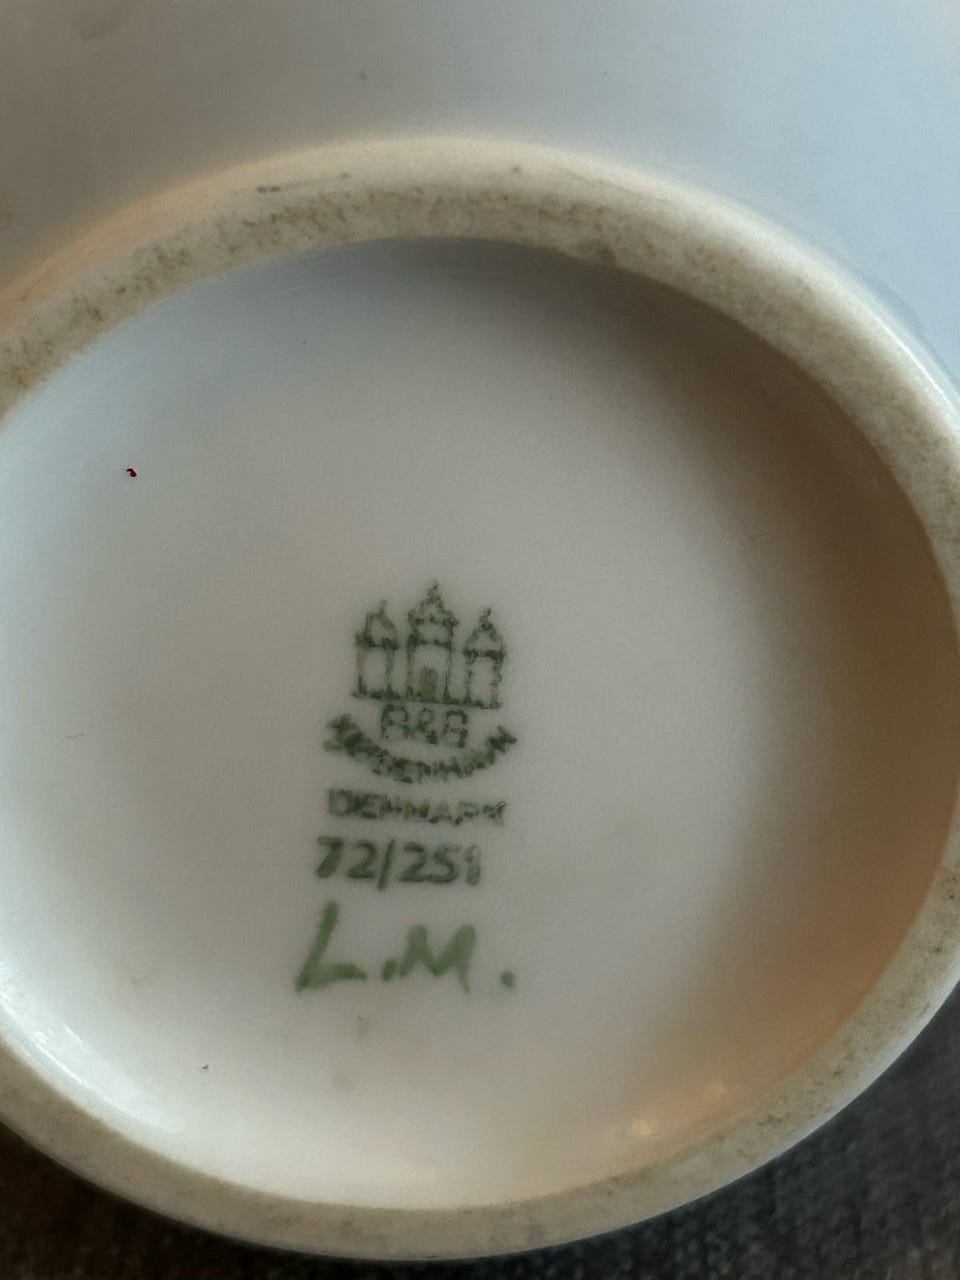 B&B
KJØBENHAVN
DENMARK
72/251
L.M.